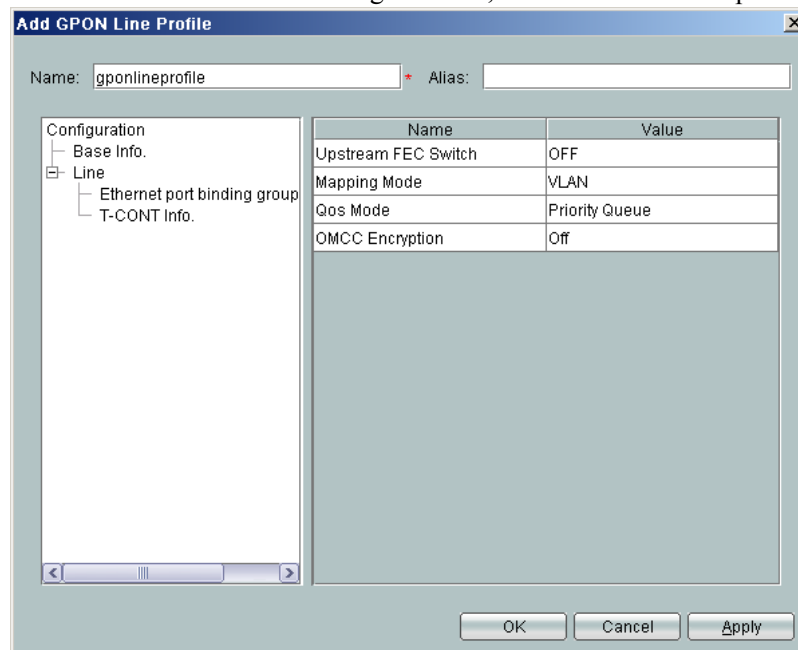 Add GPON Line Profile
Name: gponlineprofile * Alias:
Configuration
Base Info.
Line
Ethernet port binding group
T-CONT Info.
Name Value
Upstream FEC Switch OFF
Mapping Mode VLAN
Qos Mode Priority Queue
OMCC Encryption Off
OK Cancel Apply